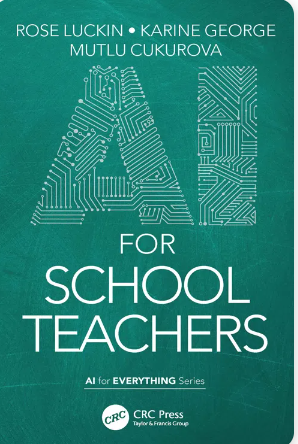 ROSE LUCKIN • KARINE GEORGE
MUTLU CUKUROVA
AI
FOR
SCHOOL
TEACHERS
AI for EVERYTHING Series
CRC CRC Press
Taylor & Francis Group